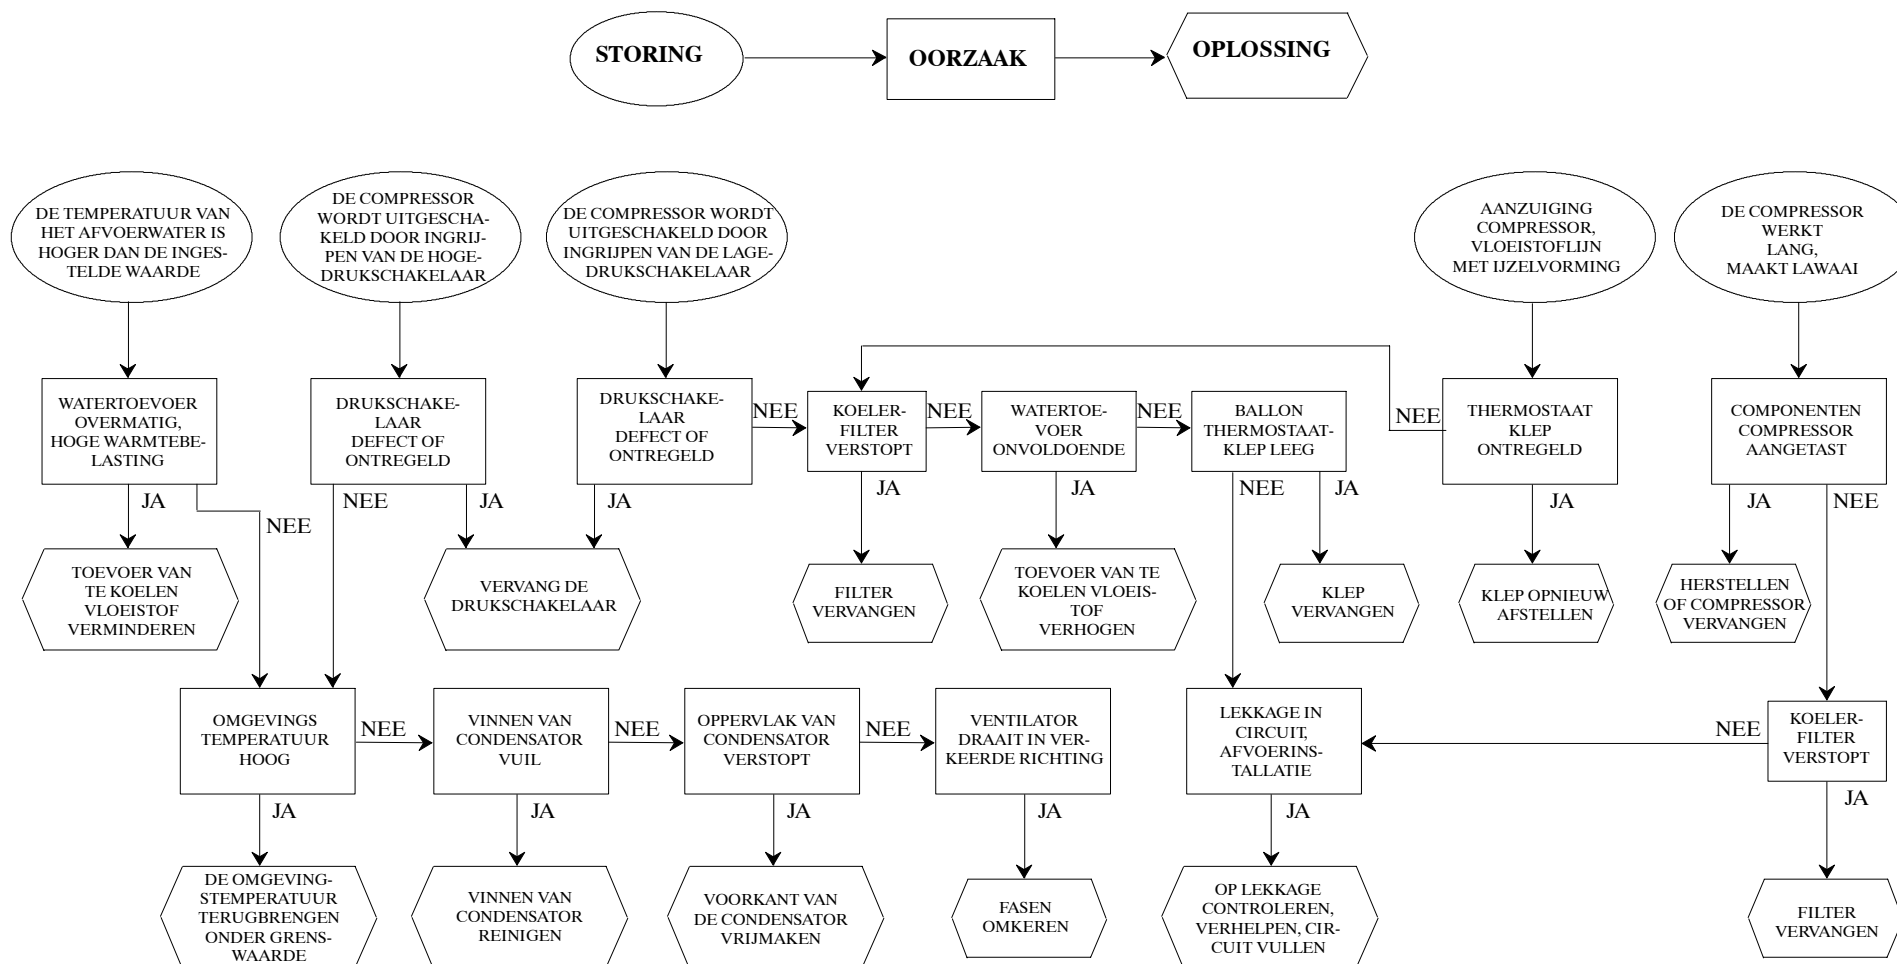 STORING
OORZAAK
OPLOSSING
DE TEMPERATUUR VAN
HET AFVOERWATER IS
HOGER DAN DE INGES-
TELDE WAARDE
DE COMPRESSOR
WORDT UITGESCHA-
KELD DOOR INGRIJ-
PEN VAN DE HOGE-
DRUKSCHAKELAAR
DE COMPRESSOR WORDT
UITGESCHAKELD DOOR
INGRIJPEN VAN DE LAGE-
DRUKSCHAKELAAR
AANZUIGING
COMPRESSOR,
VLOEISTOFLIJN
MET IJZELVORMING
DE COMPRESSOR
WERKT
LANG,
MAAKT LAWAAI
WATERTOEVOER
OVERMATIG,
HOGE WARMTEBE-
LASTING
DRUKSCHAKE-
LAAR
DEFECT OF
ONTREGELD
DRUKSCHAKE-
LAAR
DEFECT OF
ONTREGELD
NEE
KOELER-
FILTER
VERSTOPT
NEE
WATERTOE-
VOER
ONVOLDOENDE
NEE
BALLON
THERMOSTAAT-
KLEP LEEG
NEE
THERMOSTAAT
KLEP
ONTREGELD
COMPONENTEN
COMPRESSOR
AANGETAST
JA
NEE
NEE
JA
JA
JA
JA
NEE
JA
JA
JA
NEE
TOEVOER VAN
TE KOELEN
VLOEISTOF
VERMINDEREN
VERVANG DE
DRUKSCHAKELAAR
FILTER
VERVANGEN
TOEVOER VAN TE
KOELEN VLOEIS-
TOF
VERHOGEN
KLEP
VERVANGEN
KLEP OPNIEUW
AFSTELLEN
HERSTELLEN
OF COMPRESSOR
VERVANGEN
OMGEVINGS
TEMPERATUUR
HOOG
NEE
VINNEN VAN
CONDENSATOR
VUIL
NEE
OPPERVLAK VAN
CONDENSATOR
VERSTOPT
NEE
VENTILATOR
DRAAIT IN VER-
KEERDE RICHTING
LEKKAGE IN
CIRCUIT,
AFVOERINS-
TALLATIE
NEE
KOELER-
FILTER
VERSTOPT
JA
JA
JA
JA
JA
JA
DE OMGEVING-
STEMPERATUUR
TERUGBRENGEN
ONDER GRENS-
WAARDE
VINNEN VAN
CONDENSATOR
REINIGEN
VOORKANT VAN
DE CONDENSATOR
VRIJMAKEN
FASEN
OMKEREN
OP LEKKAGE
CONTROLEREN,
VERHELPEN, CIR-
CUIT VULLEN
FILTER
VERVANGEN